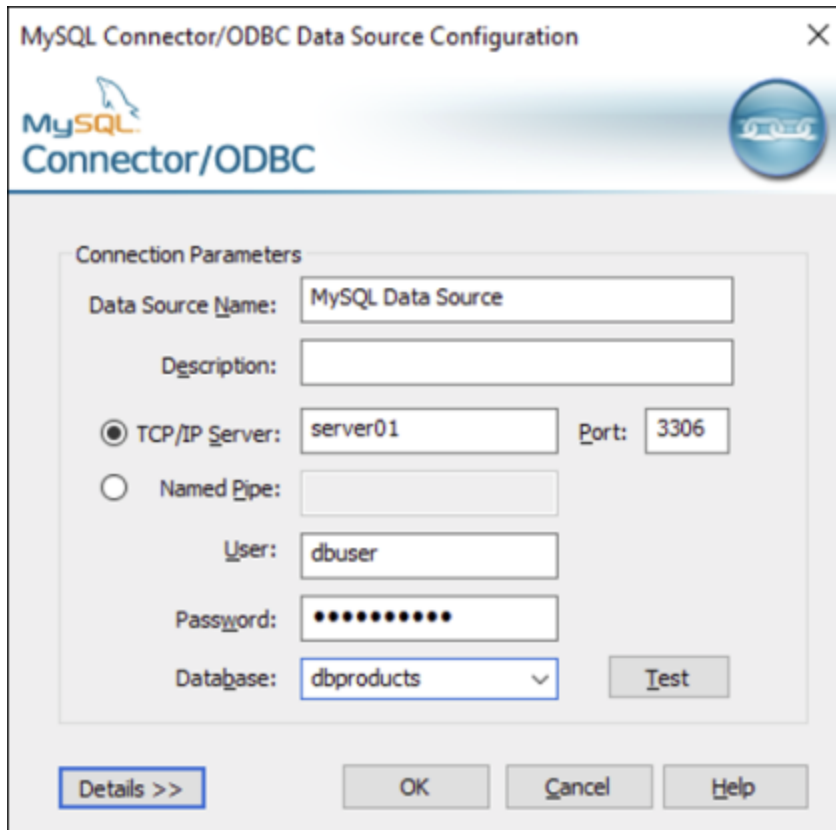 MySQL Connector/ODBC Data Source Configuration
MySQL
Connector/ODBC
Connection Parameters
Data Source Name: MySQL Data Source
Description:
TCP/IP Server: server01 Port: 3306
Named Pipe:
User: dbuser
Password: ••••••••••
Database: dbproducts Test
Details >> OK Cancel Help